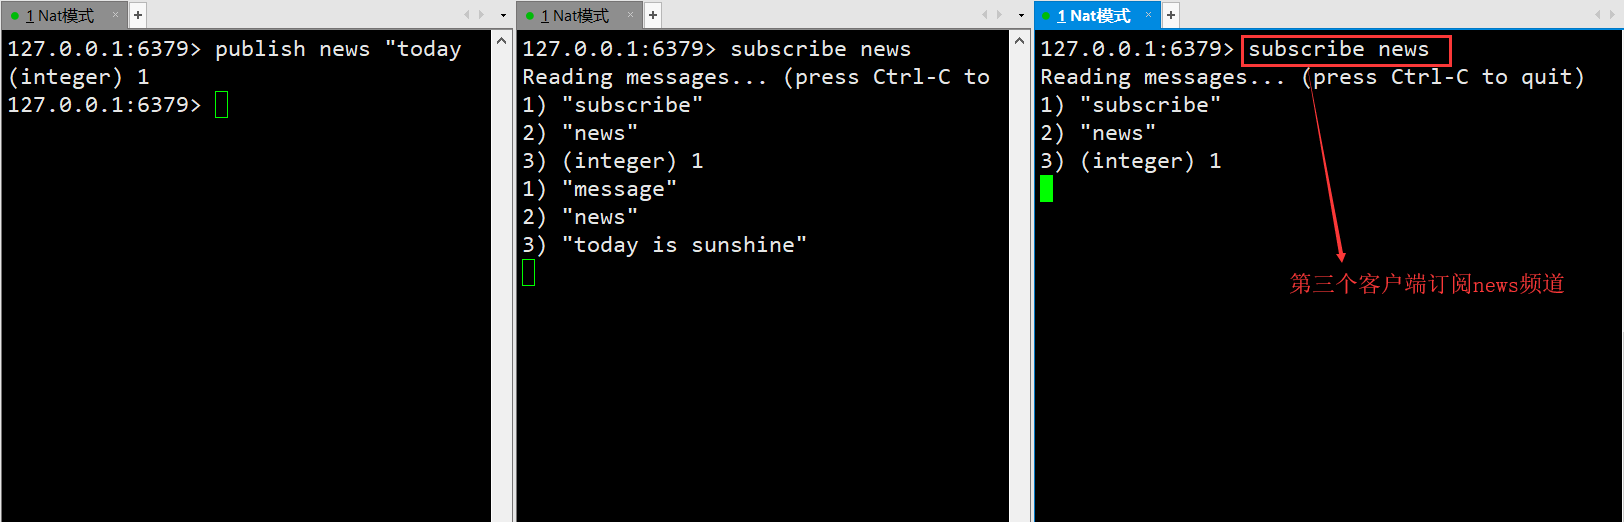 1 Nat模式
127.0.0.1:6379> publish news "today
(integer) 1
127.0.0.1:6379>
1 Nat模式
127.0.0.1:6379> subscribe news
Reading messages... (press Ctrl-C to
1) "subscribe"
2) "news"
3) (integer) 1
1) "message"
2) "news"
3) "today is sunshine"
1 Nat模式
127.0.0.1:6379> subscribe news
Reading messages... (press Ctrl-C to quit)
1) "subscribe"
2) "news"
3) (integer) 1
第三个客户端订阅news频道